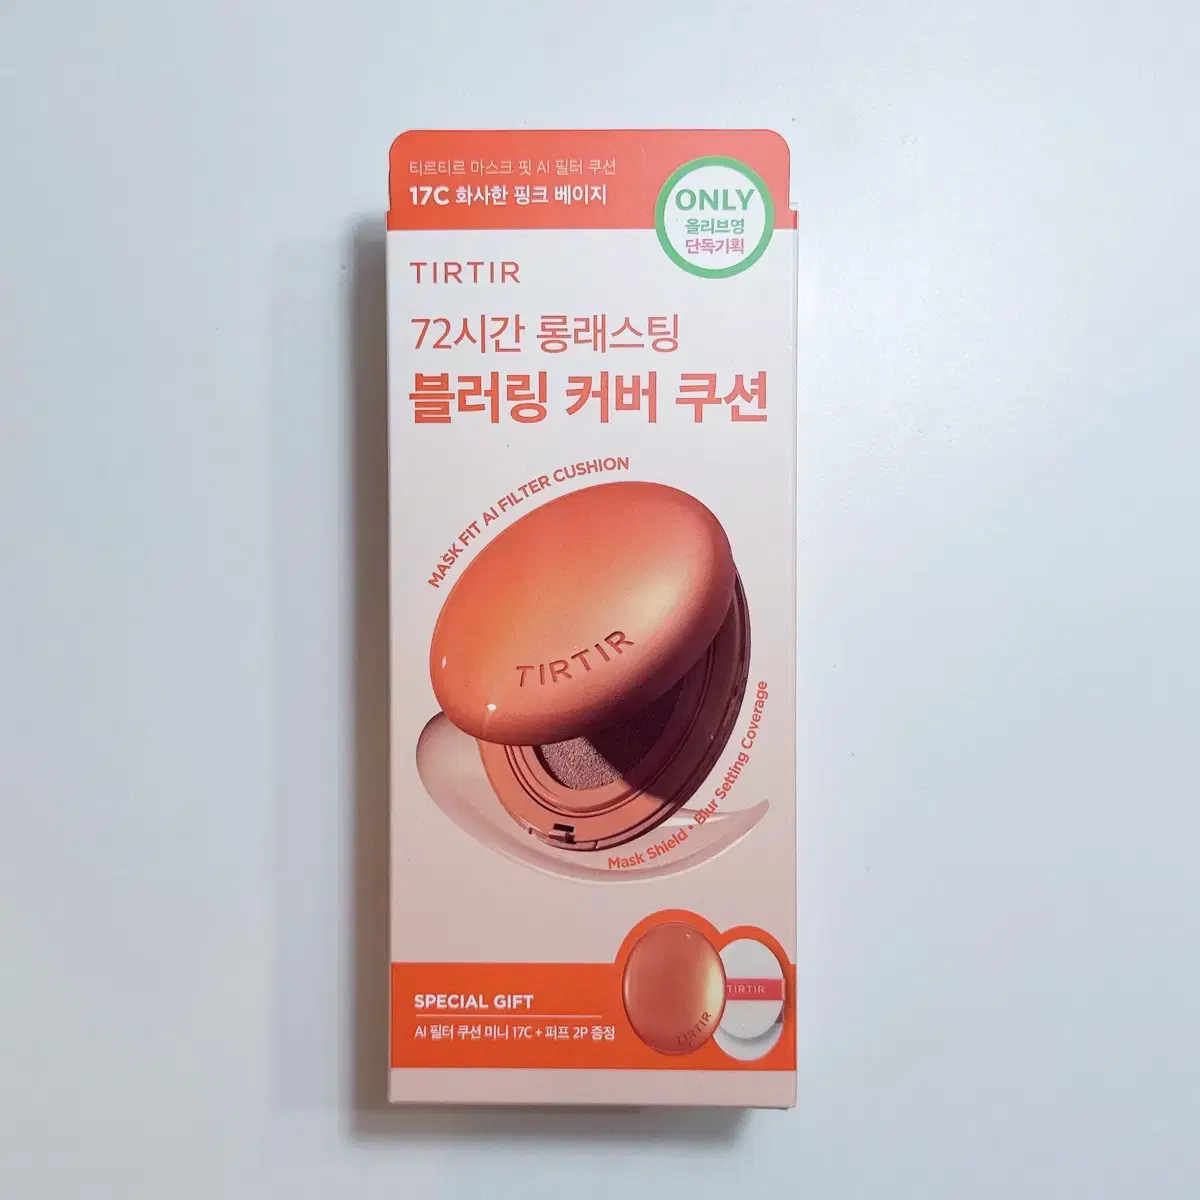 티르티르 마스크 핏 AI 필터 쿠션
17C 화사한 핑크 베이지
ONLY
올리브영
단독기획
TIRTIR
72시간 롱래스팅
블러링 커버 쿠션
MASK FIT AI FILTER CUSHION
TIRTIR
Mask Shield • Blur Setting Coverage
SPECIAL GIFT
AI 필터 쿠션 미니 17C + 퍼프 2P 증정
TIRTIR
TIRTIR